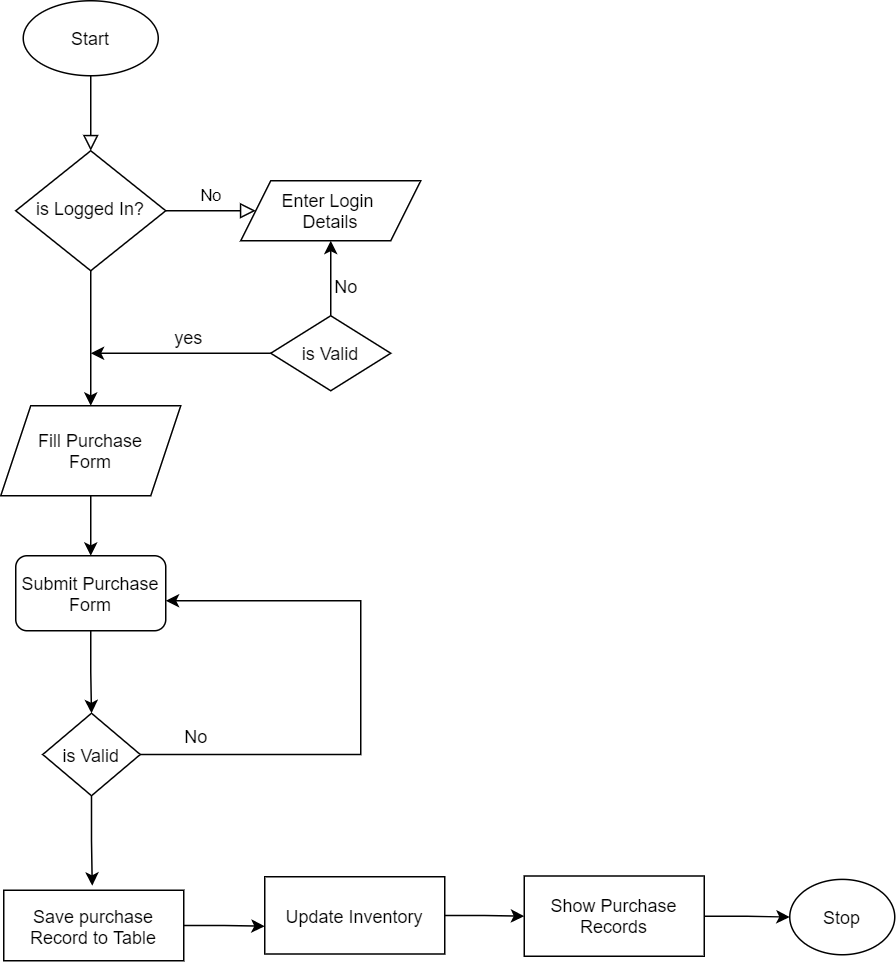 Start
is Logged In?
No
Enter Login
Details
No
yes
is Valid
Fill Purchase
Form
Submit Purchase
Form
No
is Valid
Save purchase
Record to Table
Update Inventory
Show Purchase
Records
Stop